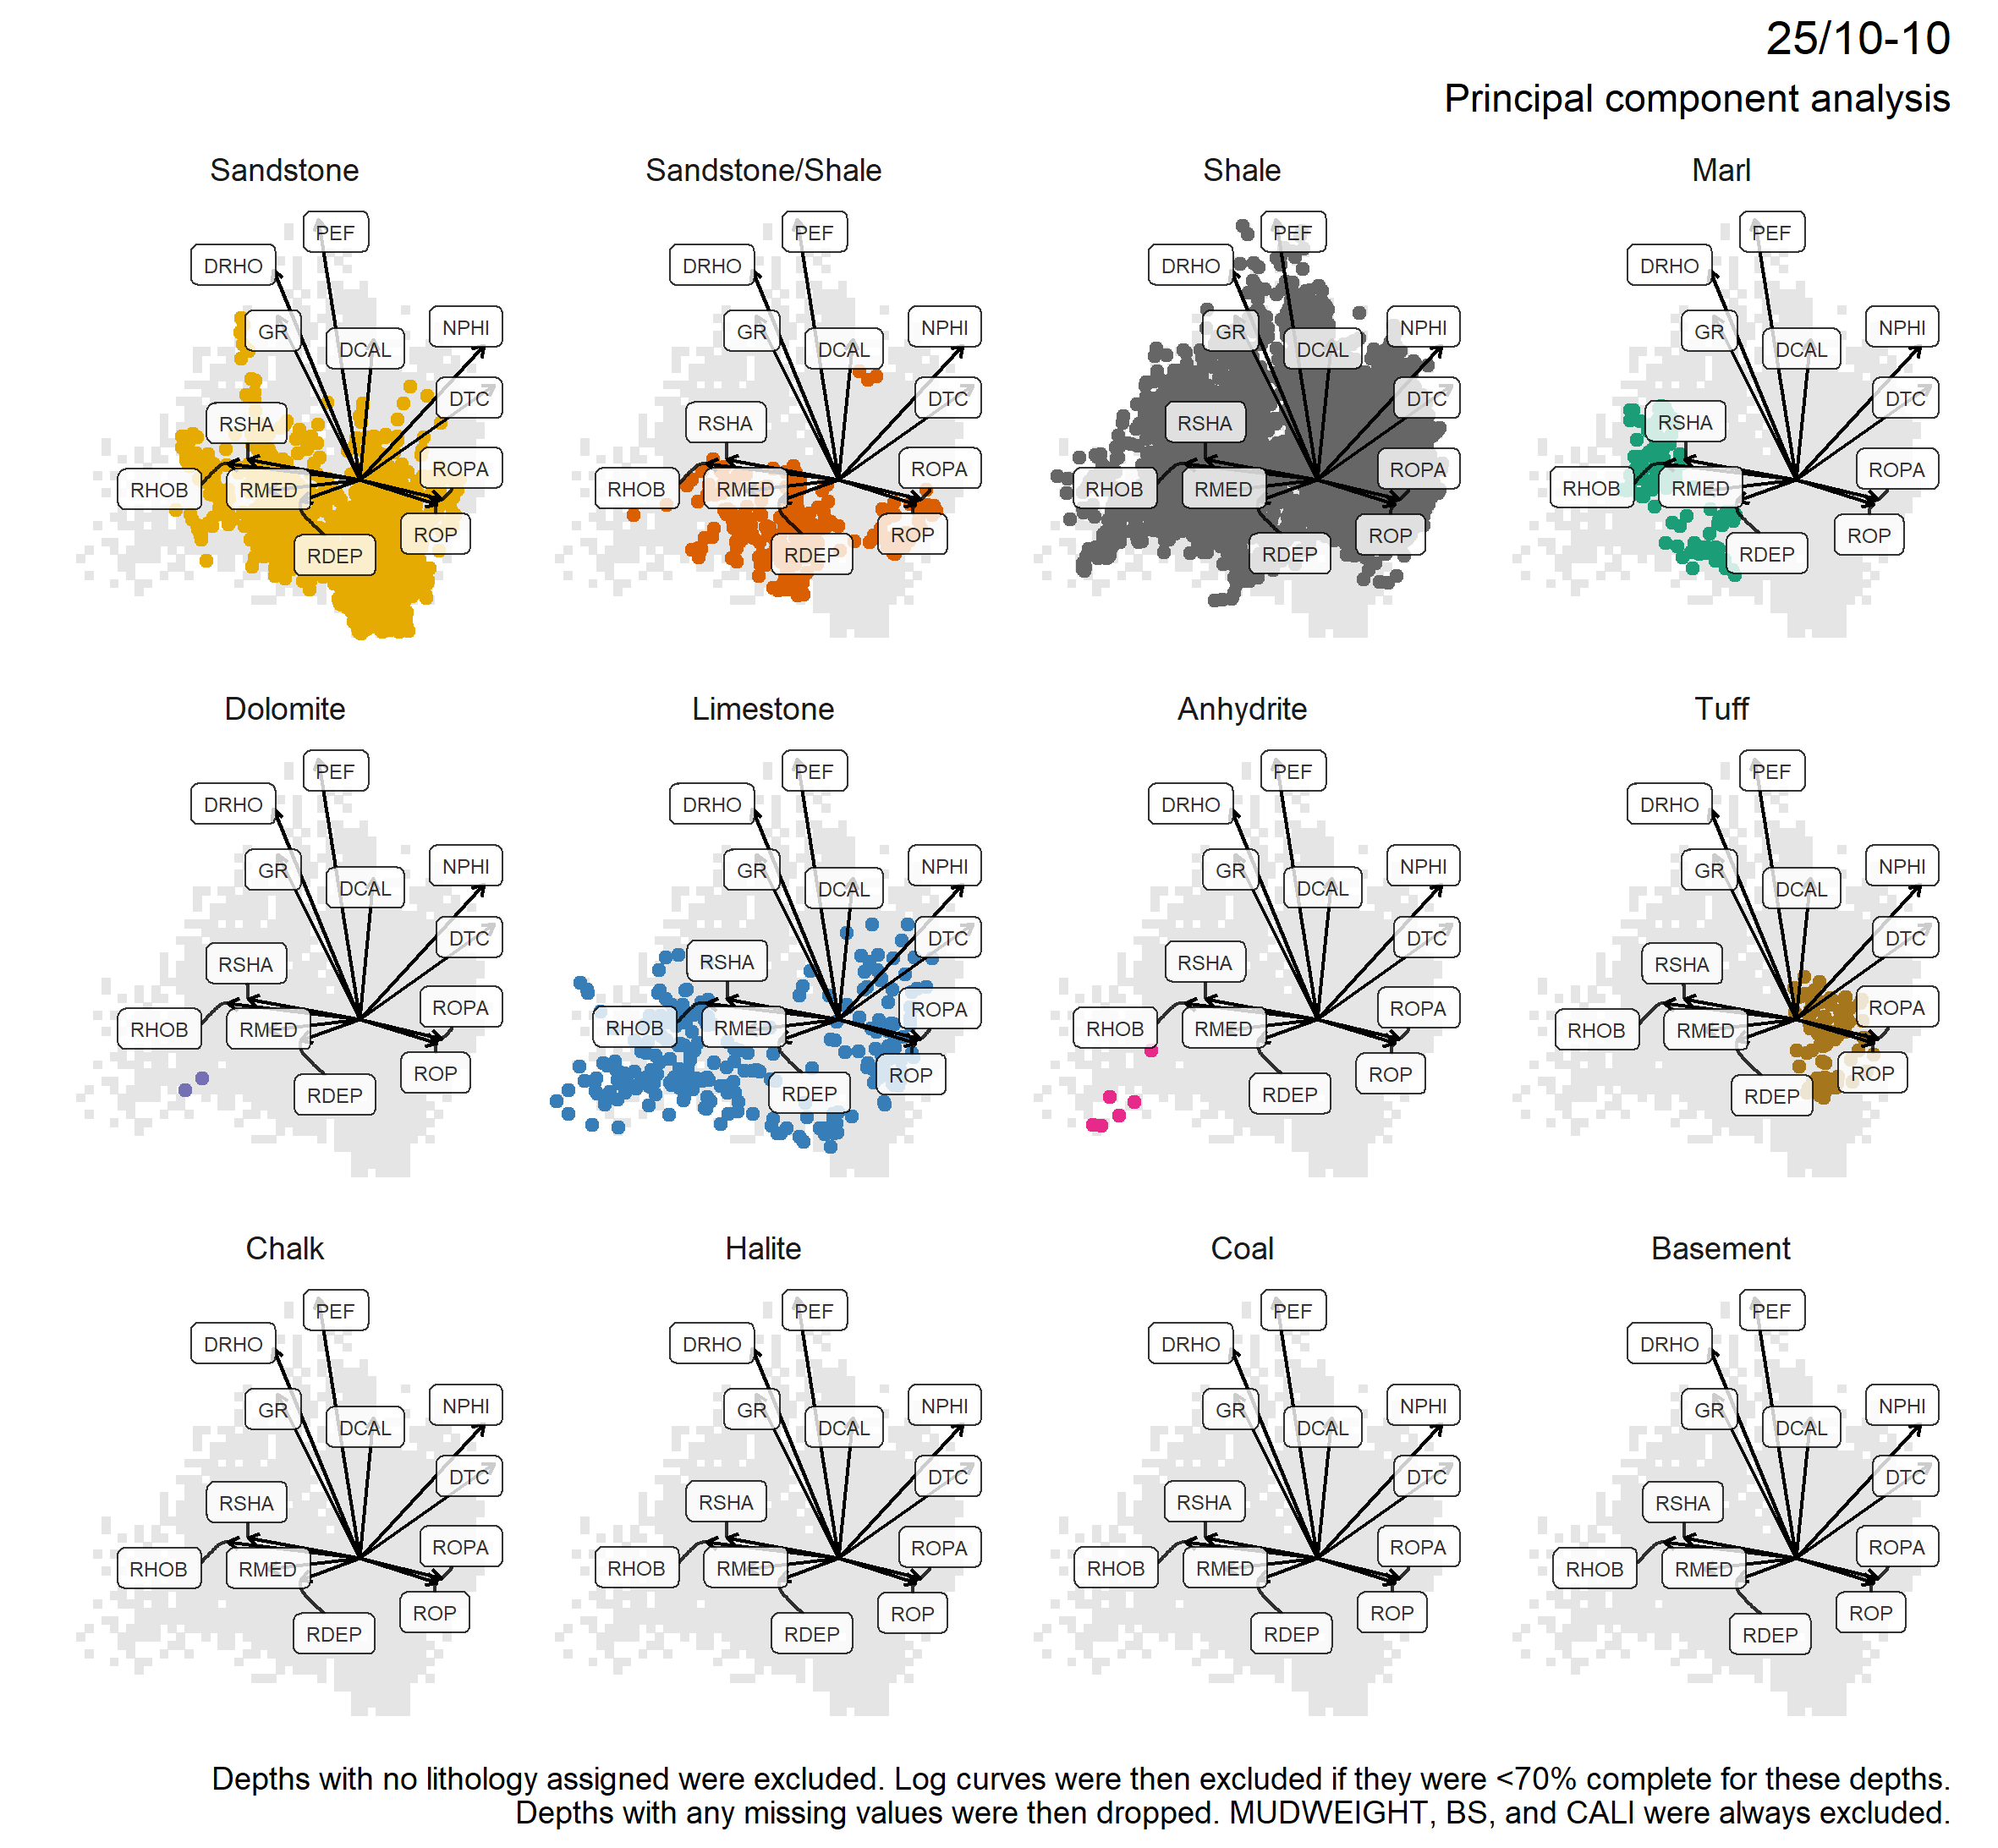 25/10-10
Principal component analysis
Sandstone
PEF
DRHO
GR
DCAL
NPHI
DTC
RSHA
ROPA
RHOB
RMED
ROP
RDEP
Sandstone/Shale
PEF
DRHO
GR
DCAL
NPHI
DTC
RSHA
ROPA
RHOB
RMED
ROP
RDEP
Shale
PEF
DRHO
GR
DCAL
NPHI
DTC
RSHA
ROPA
RHOB
RMED
ROP
RDEP
Marl
PEF
DRHO
GR
DCAL
NPHI
DTC
RSHA
ROPA
RHOB
RMED
ROP
RDEP
Dolomite
PEF
DRHO
GR
DCAL
NPHI
DTC
RSHA
ROPA
RHOB
RMED
ROP
RDEP
Limestone
PEF
DRHO
GR
DCAL
NPHI
DTC
RSHA
ROPA
RHOB
RMED
ROP
RDEP
Anhydrite
PEF
DRHO
GR
DCAL
NPHI
DTC
RSHA
ROPA
RHOB
RMED
ROP
RDEP
Tuff
PEF
DRHO
GR
DCAL
NPHI
DTC
RSHA
ROPA
RHOB
RMED
ROP
RDEP
Chalk
PEF
DRHO
GR
DCAL
NPHI
DTC
RSHA
ROPA
RHOB
RMED
ROP
RDEP
Halite
PEF
DRHO
GR
DCAL
NPHI
DTC
RSHA
ROPA
RHOB
RMED
ROP
RDEP
Coal
PEF
DRHO
GR
DCAL
NPHI
DTC
RSHA
ROPA
RHOB
RMED
ROP
RDEP
Basement
PEF
DRHO
GR
DCAL
NPHI
DTC
RSHA
ROPA
RHOB
RMED
ROP
RDEP
Depths with no lithology assigned were excluded. Log curves were then excluded if they were <70% complete for these depths.
Depths with any missing values were then dropped. MUDWEIGHT, BS, and CALI were always excluded.